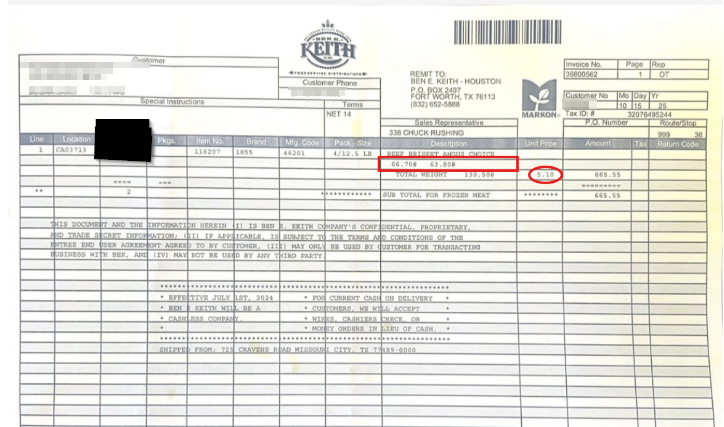 BEN E.
KEITH
FOODSERVICE DISTRIBUTORS
Customer
Customer Phone
Special Instructions
Terms
NET 14
REMIT TO:
BEN E. KEITH - HOUSTON
P.O. BOX 2497
FORT WORTH, TX 76113
(832) 652-5888
MARKON
Invoice No. Page Rep
36800562 1 OT
Customer No Mo Day Yr
10 15 25
Tax ID: # 32076495244
Sales Representative P.O. Number Route/Stop
338 CHUCK RUSHING 999 36
Line Location Pkgs. Item No. Brand Mfg. Code Pack - Size Description Unit Price Amount Tax Return Code
1 CA03713 116207 1855 46201 4/12.5 LB BEEF BRISKET ANGUS CHOICE
66.70# 63.80#
TOTAL WEIGHT 130.50# 5.10 665.55
==== --- =========
** 2 *********** SUB TOTAL FOR FROZEN MEAT ******** 665.55
THIS DOCUMENT AND THE INFORMATION HEREIN (I) IS BEN E. KEITH COMPANY'S CONFIDENTIAL, PROPRIETARY,
AND TRADE SECRET INFORMATION; (II) IF APPLICABLE, IS SUBJECT TO THE TERMS AND CONDITIONS OF THE
ENTREE END USER AGREEMENT AGREED TO BY CUSTOMER, (III) MAY ONLY BE USED BY CUSTOMER FOR TRANSACTING
BUSINESS WITH BEK, AND (IV) MAY NOT BE USED BY ANY THIRD PARTY.
* EFFECTIVE JULY 1ST, 2024 * FOR CURRENT CASH ON DELIVERY *
* BEN E KEITH WILL BE A * CUSTOMERS, WE WILL ACCEPT *
* CASHLESS COMPANY. * WIRES, CASHIERS CHECK, OR *
* * MONEY ORDERS IN LIEU OF CASH. *
SHIPPED FROM: 725 CRAVENS ROAD MISSOURI CITY, TX 77489-0000